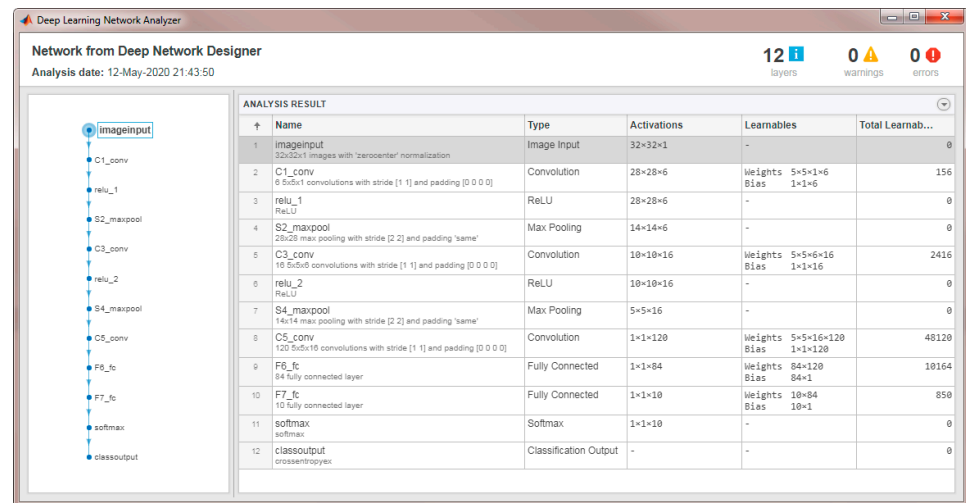 Deep Learning Network Analyzer
Network from Deep Network Designer
Analysis date: 12-May-2020 21:43:50
12 i
layers
0
warnings
0
errors
imageinput
C1_conv
relu_1
S2_maxpool
C3_conv
relu_2
S4_maxpool
C5_conv
F6_fc
F7_fc
softmax
classoutput
ANALYSIS RESULT
Name Type Activations Learnables Total Learnab...
1 imageinput Image Input 32×32×1 - 0
32x32x1 images with 'zerocenter' normalization
2 C1_conv Convolution 28×28×6 Weights 5×5×1×6 156
6 5x5x1 convolutions with stride [1 1] and padding [0 0 0 0] Bias 1×1×6
3 relu_1 ReLU 28×28×6 - 0
ReLU
4 S2_maxpool Max Pooling 14×14×6 - 0
28x28 max pooling with stride [2 2] and padding 'same'
5 C3_conv Convolution 10×10×16 Weights 5×5×6×16 2416
16 5x5x6 convolutions with stride [1 1] and padding [0 0 0 0] Bias 1×1×16
6 relu_2 ReLU 10×10×16 - 0
ReLU
7 S4_maxpool Max Pooling 5×5×16 - 0
14x14 max pooling with stride [2 2] and padding 'same'
8 C5_conv Convolution 1×1×120 Weights 5×5×16×120 48120
120 5x5x16 convolutions with stride [1 1] and padding [0 0 0 0] Bias 1×1×120
9 F6_fc Fully Connected 1×1×84 Weights 84×120 10164
84 fully connected layer Bias 84×1
10 F7_fc Fully Connected 1×1×10 Weights 10×84 850
10 fully connected layer Bias 10×1
11 softmax Softmax 1×1×10 - 0
softmax
12 classoutput Classification Output - - 0
crossentropyex